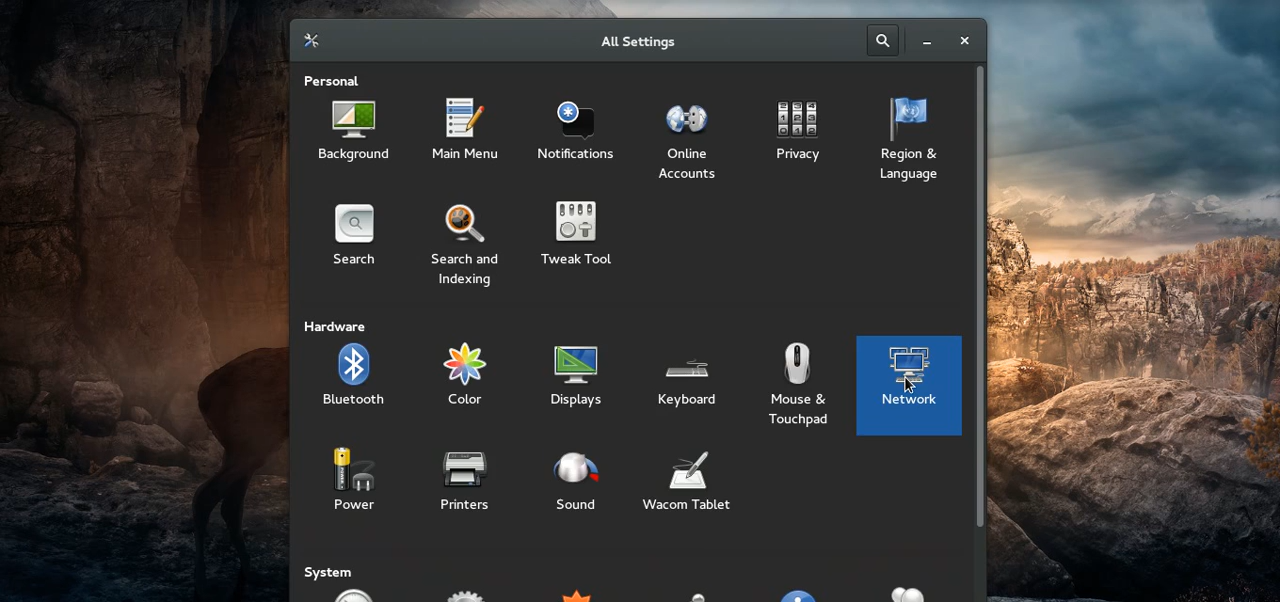 All Settings
Personal
Background
Main Menu
Notifications
Online
Accounts
Privacy
Region &
Language
Search
Search and
Indexing
Tweak Tool
Hardware
Bluetooth
Color
Displays
Keyboard
Mouse &
Touchpad
Network
Power
Printers
Sound
Wacom Tablet
System